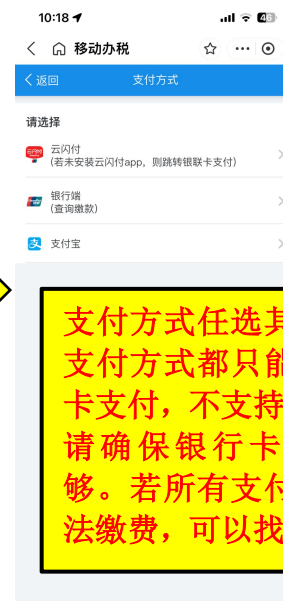 10:18
46
移动办税
返回
支付方式
请选择
云闪付
(若未安装云闪付app，则跳转银联卡支付)
银行端
(查询缴款)
支付宝
支付方式任选其
支付方式都只能
卡支付，不支持
请确保银行卡
够。若所有支付
法缴费，可以找